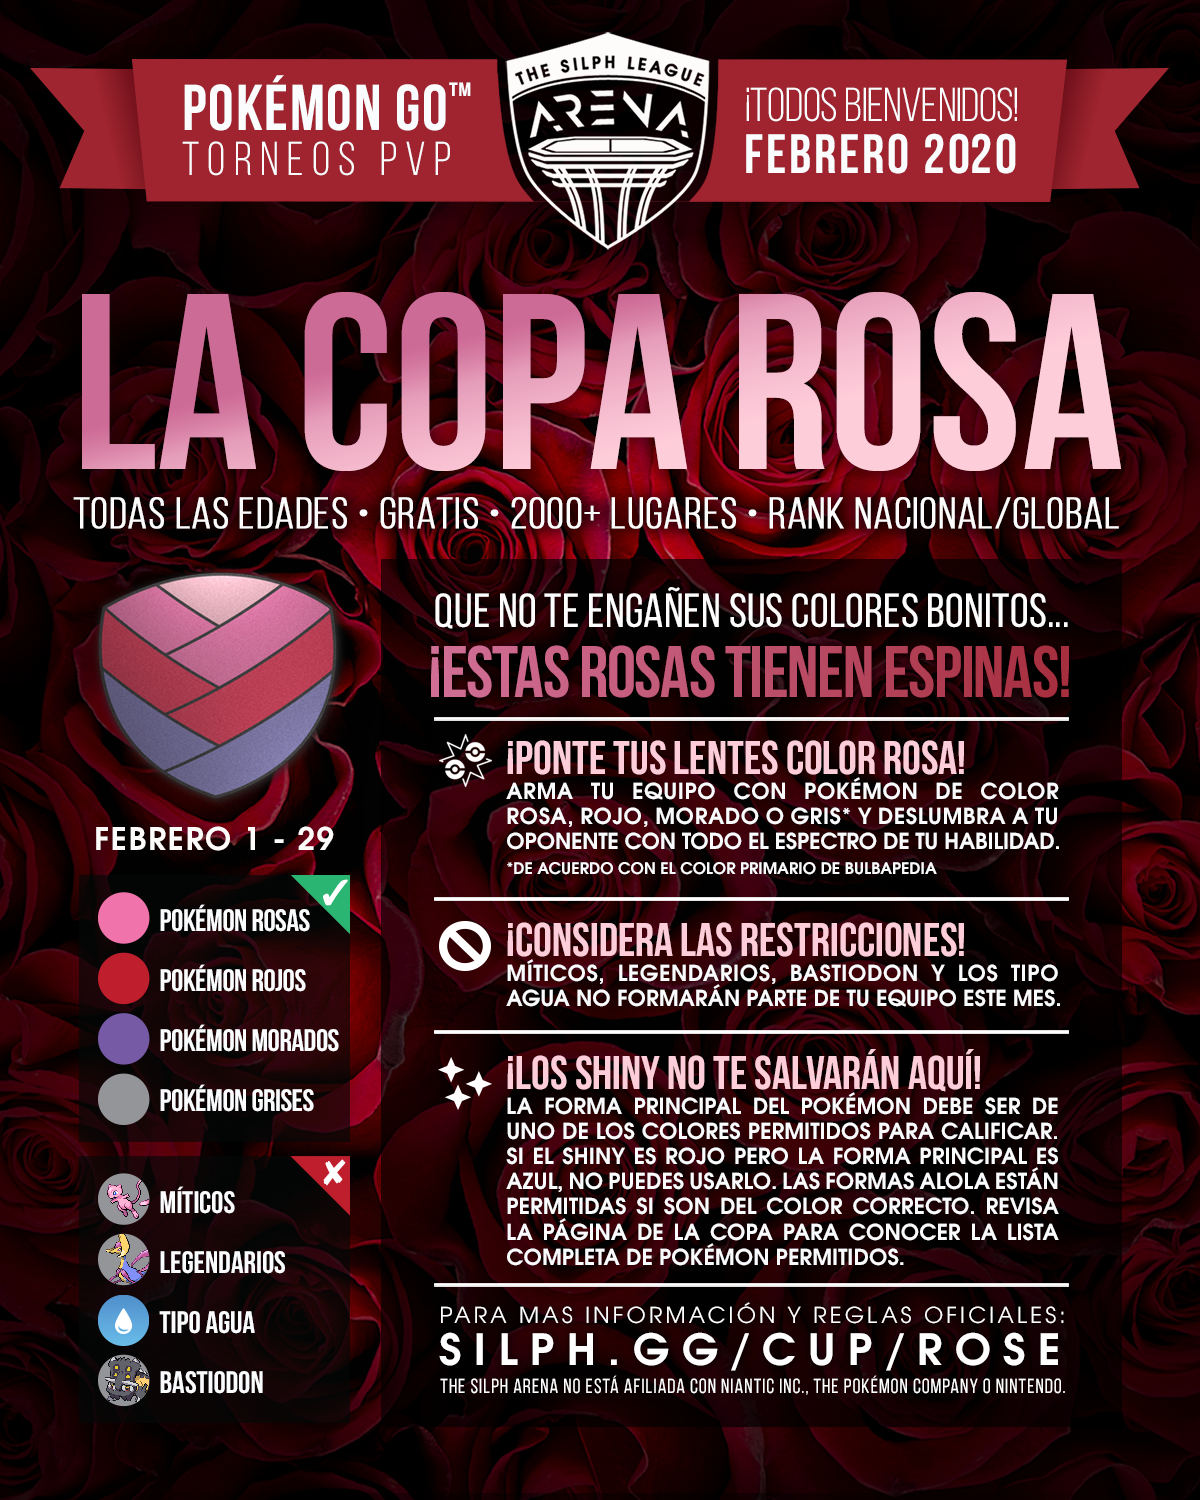 POKÉMON GO™
TORNEOS PVP
THE SILPH LEAGUE
ARENA
¡TODOS BIENVENIDOS!
FEBRERO 2020
LA COPA ROSA
TODAS LAS EDADES • GRATIS • 2000+ LUGARES • RANK NACIONAL/GLOBAL
FEBRERO 1 - 29
POKÉMON ROSAS
POKÉMON ROJOS
POKÉMON MORADOS
POKÉMON GRISES
MÍTICOS
LEGENDARIOS
TIPO AGUA
BASTIODON
QUE NO TE ENGAÑEN SUS COLORES BONITOS...
¡ESTAS ROSAS TIENEN ESPINAS!
¡PONTE TUS LENTES COLOR ROSA!
ARMA TU EQUIPO CON POKÉMON DE COLOR
ROSA, ROJO, MORADO O GRIS* Y DESLUMBRA A TU
OPONENTE CON TODO EL ESPECTRO DE TU HABILIDAD.
*DE ACUERDO CON EL COLOR PRIMARIO DE BULBAPEDIA
¡CONSIDERA LAS RESTRICCIONES!
MÍTICOS, LEGENDARIOS, BASTIODON Y LOS TIPO
AGUA NO FORMARÁN PARTE DE TU EQUIPO ESTE MES.
¡LOS SHINY NO TE SALVARÁN AQUÍ!
LA FORMA PRINCIPAL DEL POKÉMON DEBE SER DE
UNO DE LOS COLORES PERMITIDOS PARA CALIFICAR.
SI EL SHINY ES ROJO PERO LA FORMA PRINCIPAL ES
AZUL, NO PUEDES USARLO. LAS FORMAS ALOLA ESTÁN
PERMITIDAS SI SON DEL COLOR CORRECTO. REVISA
LA PÁGINA DE LA COPA PARA CONOCER LA LISTA
COMPLETA DE POKÉMON PERMITIDOS.
PARA MAS INFORMACIÓN Y REGLAS OFICIALES:
SILPH.GG/CUP/ROSE
THE SILPH ARENA NO ESTÁ AFILIADA CON NIANTIC INC., THE POKÉMON COMPANY O NINTENDO.